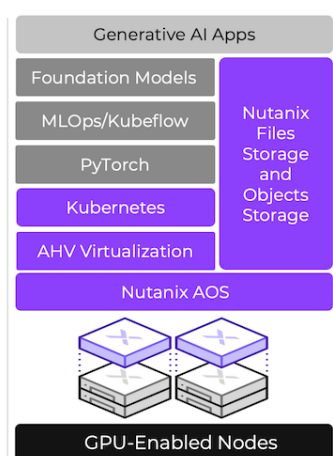 Generative AI Apps
Foundation Models
MLOps/Kubeflow
PyTorch
Kubernetes
AHV Virtualization
Nutanix
Files
Storage
and
Objects
Storage
Nutanix AOS
GPU-Enabled Nodes